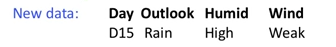 New data: Day Outlook Humid Wind
D15 Rain High Weak